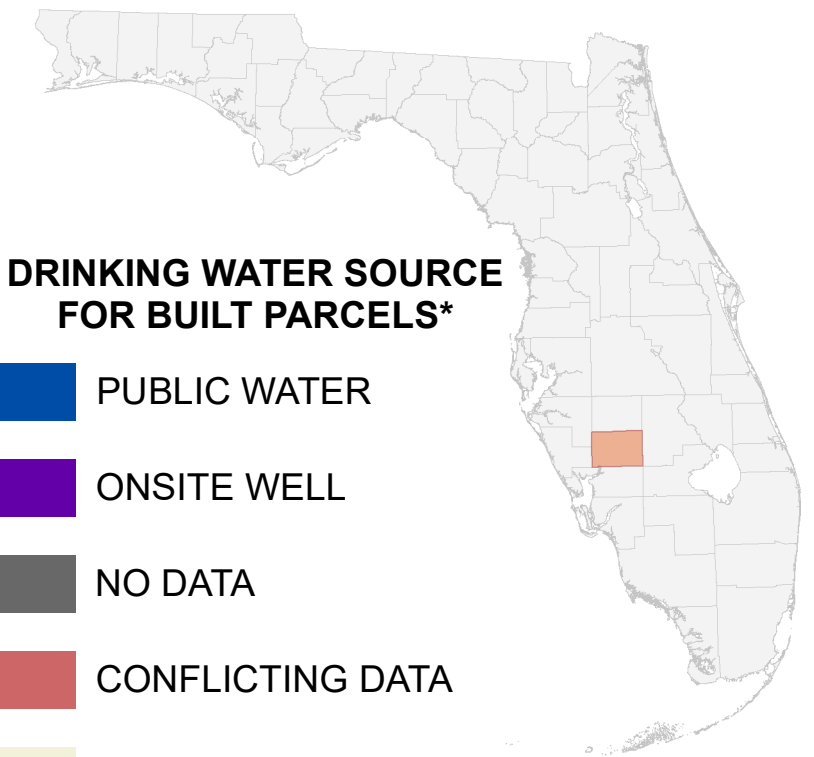 DRINKING WATER SOURCE
FOR BUILT PARCELS*
PUBLIC WATER
ONSITE WELL
NO DATA
CONFLICTING DATA